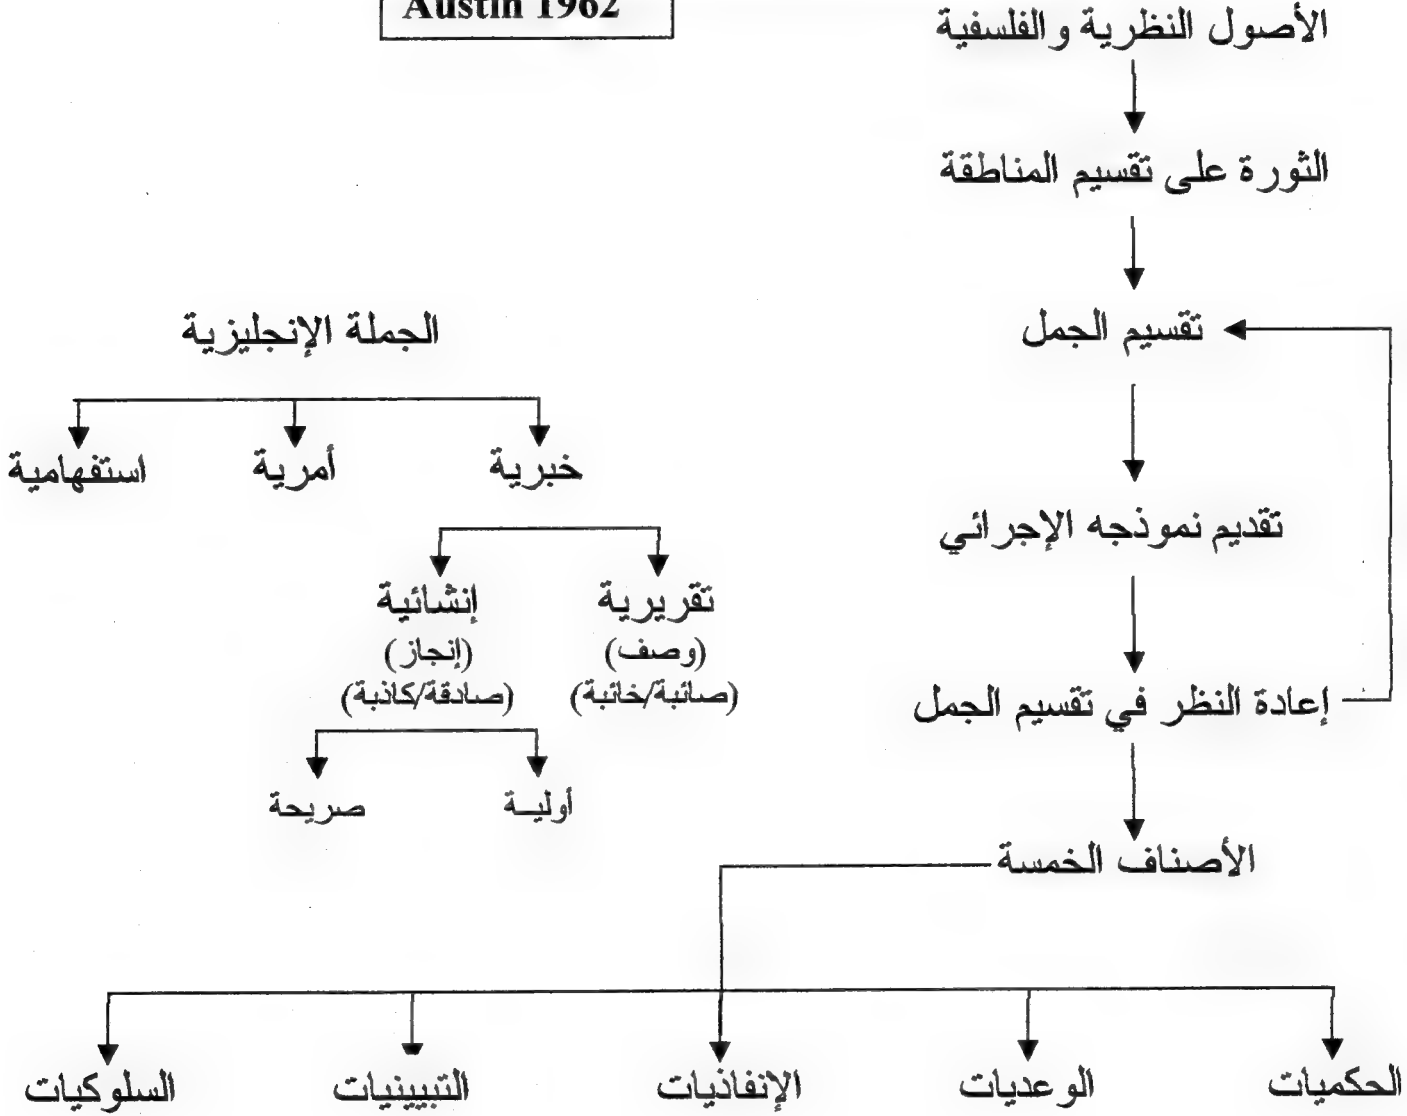 Austin 1962
الأصول النظرية والفلسفية
الثورة على تقسيم المناطقة
تقسيم الجمل
تقديم نموذجه الإجرائي
إعادة النظر في تقسيم الجمل
الأصناف الخمسة
الجملة الإنجليزية
خبرية
أمرية
استفهامية
تقريرية
(وصف)
(صائبة/خائبة)
إنشائية
(إنجاز)
(صادقة/كاذبة)
أوليـة
صريحة
الحكميات
الوعديات
الإنفاذيات
التبيينيات
السلوكيات